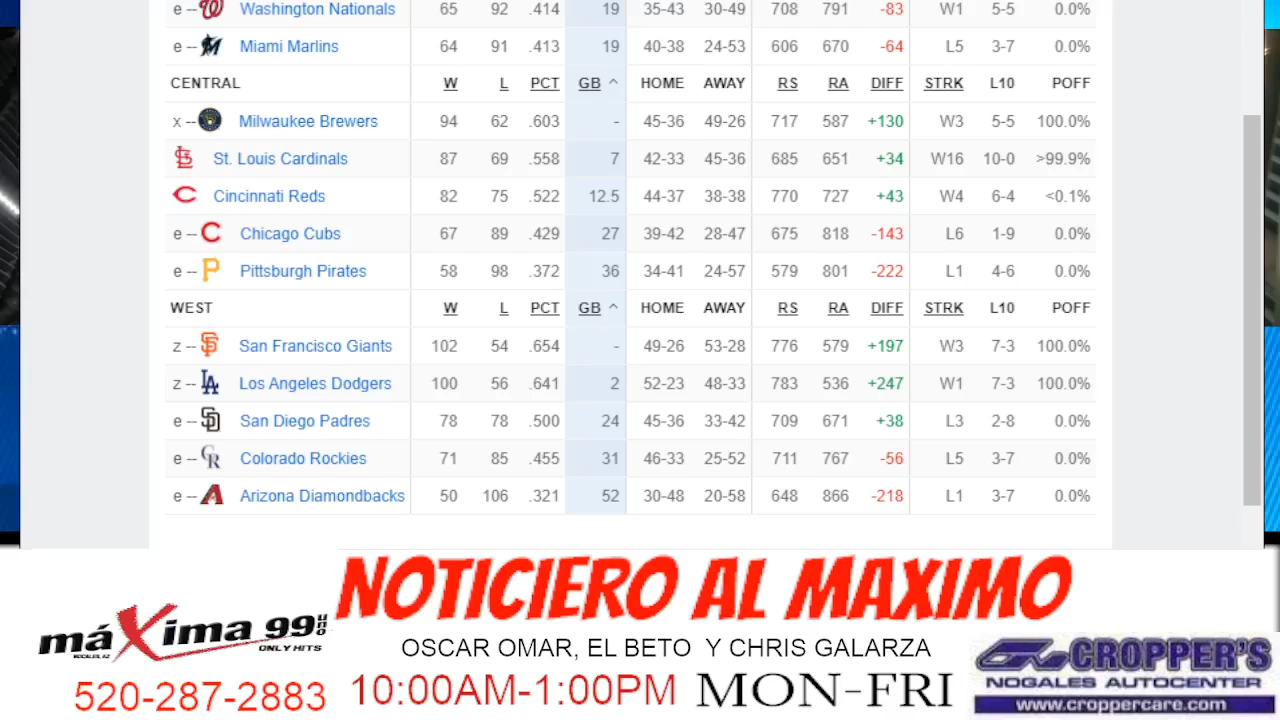 e -- Washington Nationals 65 92 .414 19 35-43 30-49 708 791 -83 W1 5-5 0.0%
e -- Miami Marlins 64 91 .413 19 40-38 24-53 606 670 -64 L5 3-7 0.0%
CENTRAL W L PCT GB ^ HOME AWAY RS RA DIFF STRK L10 POFF
x -- Milwaukee Brewers 94 62 .603 - 45-36 49-26 717 587 +130 W3 5-5 100.0%
St. Louis Cardinals 87 69 .558 7 42-33 45-36 685 651 +34 W16 10-0 >99.9%
Cincinnati Reds 82 75 .522 12.5 44-37 38-38 770 727 +43 W4 6-4 <0.1%
e -- Chicago Cubs 67 89 .429 27 39-42 28-47 675 818 -143 L6 1-9 0.0%
e -- Pittsburgh Pirates 58 98 .372 36 34-41 24-57 579 801 -222 L1 4-6 0.0%
WEST W L PCT GB ^ HOME AWAY RS RA DIFF STRK L10 POFF
z -- San Francisco Giants 102 54 .654 - 49-26 53-28 776 579 +197 W3 7-3 100.0%
z -- Los Angeles Dodgers 100 56 .641 2 52-23 48-33 783 536 +247 W1 7-3 100.0%
e -- San Diego Padres 78 78 .500 24 45-36 33-42 709 671 +38 L3 2-8 0.0%
e -- Colorado Rockies 71 85 .455 31 46-33 25-52 711 767 -56 L5 3-7 0.0%
e -- Arizona Diamondbacks 50 106 .321 52 30-48 20-58 648 866 -218 L1 3-7 0.0%
NOTICIERO AL MAXIMO
máXima 99 HD
NOGALES, AZ ONLY HITS
OSCAR OMAR, EL BETO Y CHRIS GALARZA
520-287-2883 10:00AM-1:00PM MON-FRI
CROPPER'S
NOGALES AUTOCENTER
www.croppercare.com